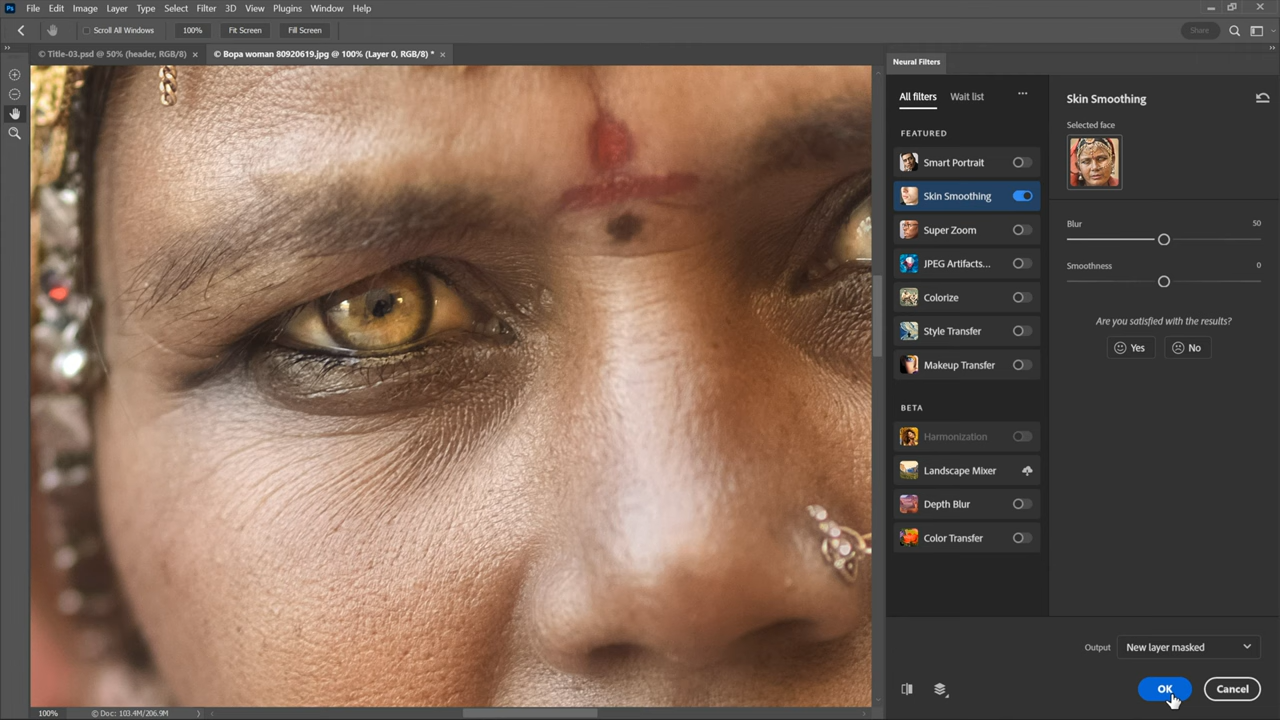 Ps File Edit Image Layer Type Select Filter 3D View Plugins Window Help
Scroll All Windows 100% Fit Screen Fill Screen Share
© Title-03.psd @ 50% (header, RGB/8) × © Bopa woman 80920619.jpg @ 100% (Layer 0, RGB/8) * ×
Neural Filters
All filters Wait list ...
FEATURED
Smart Portrait
Skin Smoothing
Super Zoom
JPEG Artifacts...
Colorize
Style Transfer
Makeup Transfer
BETA
Harmonization
Landscape Mixer
Depth Blur
Color Transfer
Skin Smoothing
Selected face
Blur 50
Smoothness 0
Are you satisfied with the results?
Yes No
Output New layer masked
OK Cancel
100% © Doc: 103.4M/206.9M